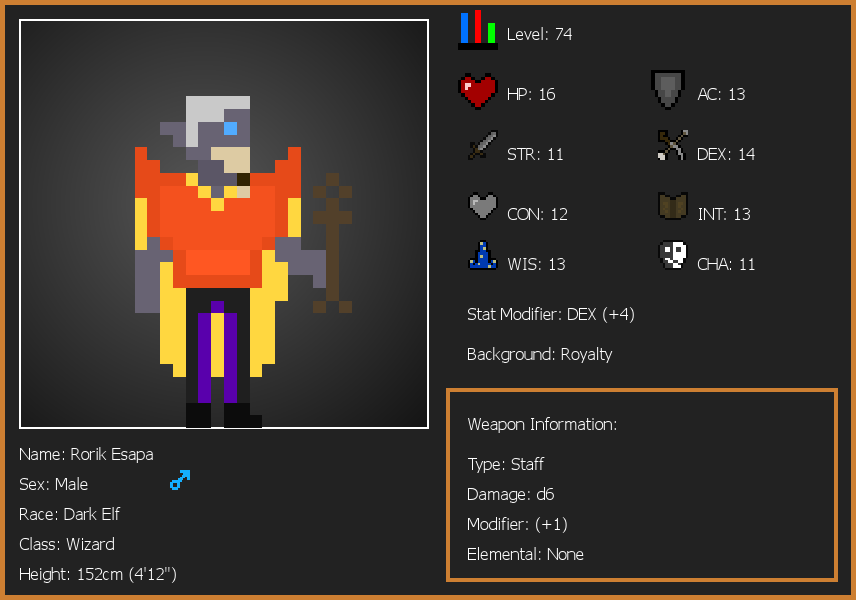 Level: 74
HP: 16
AC: 13
STR: 11
DEX: 14
CON: 12
INT: 13
WIS: 13
CHA: 11
Stat Modifier: DEX (+4)
Background: Royalty
Weapon Information:
Type: Staff
Damage: d6
Modifier: (+1)
Elemental: None
Name: Rorik Esapa
Sex: Male
Race: Dark Elf
Class: Wizard
Height: 152cm (4'12")